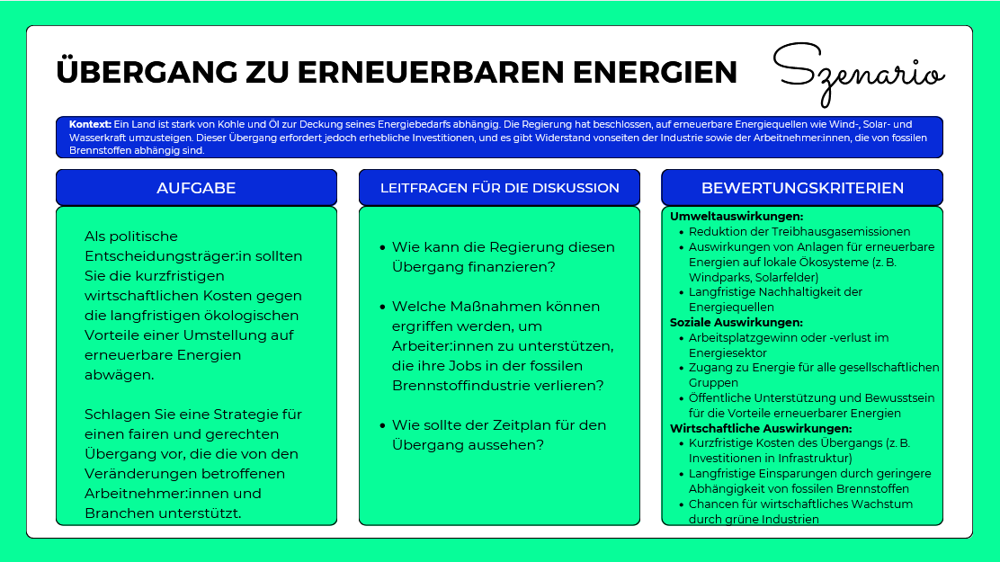 ÜBERGANG ZU ERNEUERBAREN ENERGIEN
Szenario
Kontext: Ein Land ist stark von Kohle und Öl zur Deckung seines Energiebedarfs abhängig. Die Regierung hat beschlossen, auf erneuerbare Energiequellen wie Wind-, Solar- und
Wasserkraft umzusteigen. Dieser Übergang erfordert jedoch erhebliche Investitionen, und es gibt Widerstand vonseiten der Industrie sowie der Arbeitnehmer:innen, die von fossilen
Brennstoffen abhängig sind.
AUFGABE
Als politische
Entscheidungsträger:in sollten
Sie die kurzfristigen
wirtschaftlichen Kosten gegen
die langfristigen ökologischen
Vorteile einer Umstellung auf
erneuerbare Energien
abwägen.
Schlagen Sie eine Strategie für
einen fairen und gerechten
Übergang vor, die die von den
Veränderungen betroffenen
Arbeitnehmer:innen und
Branchen unterstützt.
LEITFRAGEN FÜR DIE DISKUSSION
• Wie kann die Regierung diesen
Übergang finanzieren?
• Welche Maßnahmen können
ergriffen werden, um
Arbeiter:innen zu unterstützen,
die ihre Jobs in der fossilen
Brennstoffindustrie verlieren?
• Wie sollte der Zeitplan für den
Übergang aussehen?
BEWERTUNGSKRITERIEN
Umweltauswirkungen:
• Reduktion der Treibhausgasemissionen
• Auswirkungen von Anlagen für erneuerbare
Energien auf lokale Ökosysteme (z. B.
Windparks, Solarfelder)
• Langfristige Nachhaltigkeit der
Energiequellen
Soziale Auswirkungen:
• Arbeitsplatzgewinn oder -verlust im
Energiesektor
• Zugang zu Energie für alle gesellschaftlichen
Gruppen
• Öffentliche Unterstützung und Bewusstsein
für die Vorteile erneuerbarer Energien
Wirtschaftliche Auswirkungen:
• Kurzfristige Kosten des Übergangs (z. B.
Investitionen in Infrastruktur)
• Langfristige Einsparungen durch geringere
Abhängigkeit von fossilen Brennstoffen
• Chancen für wirtschaftliches Wachstum
durch grüne Industrien